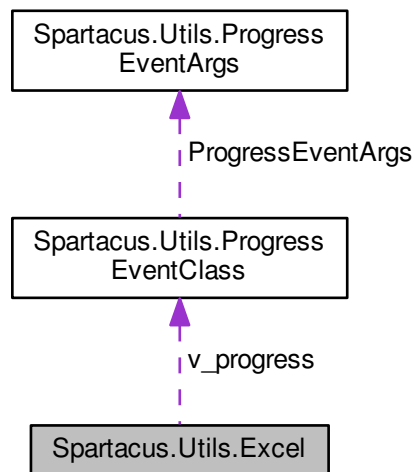 Spartacus.Utils.Progress
EventArgs
ProgressEventArgs
Spartacus.Utils.Progress
EventClass
v_progress
Spartacus.Utils.Excel